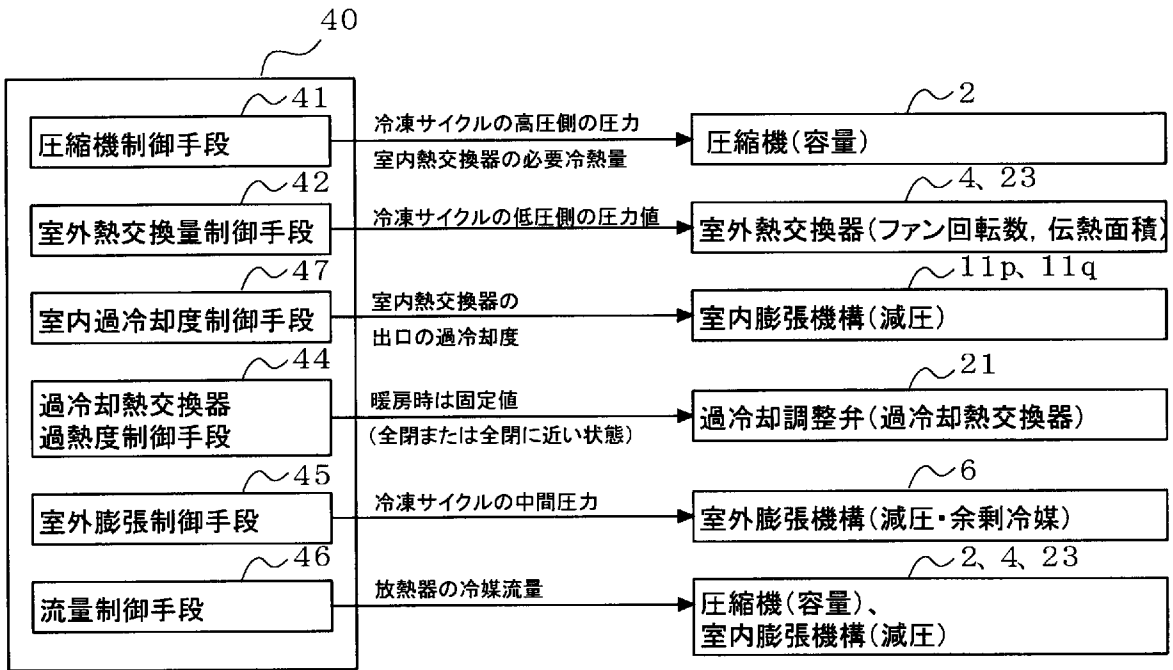 40
41
圧縮機制御手段
冷凍サイクルの高圧側の圧力
室内熱交換器の必要冷熱量
2
圧縮機(容量)
42
室外熱交換量制御手段
冷凍サイクルの低圧側の圧力値
4、23
室外熱交換器(ファン回転数, 伝熱面積)
47
室内過冷却度制御手段
室内熱交換器の
出口の過冷却度
11p、11q
室内膨張機構(減圧)
44
過冷却熱交換器
過熱度制御手段
暖房時は固定値
(全閉または全閉に近い状態)
21
過冷却調整弁(過冷却熱交換器)
45
室外膨張制御手段
冷凍サイクルの中間圧力
6
室外膨張機構(減圧・余剰冷媒)
46
流量制御手段
放熱器の冷媒流量
2、4、23
圧縮機(容量)、
室内膨張機構(減圧)